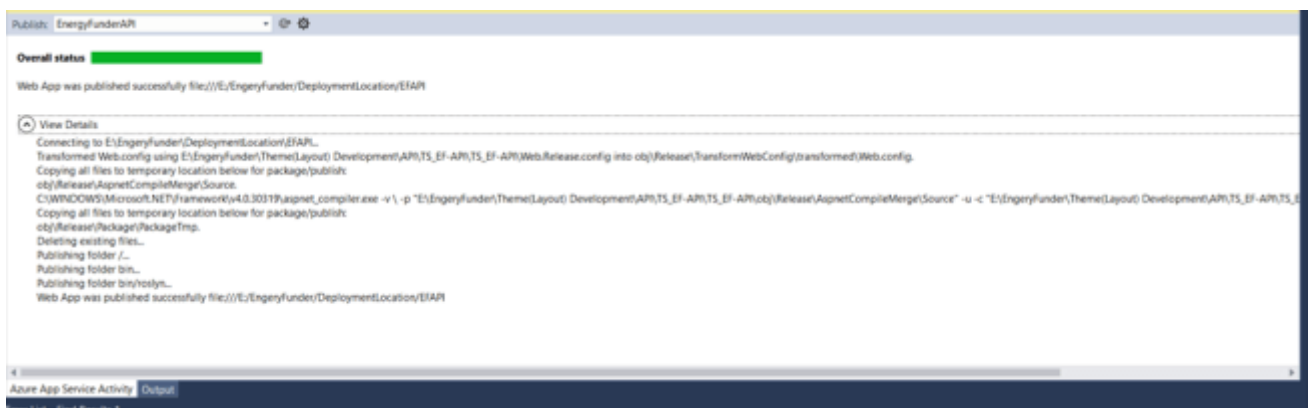 Publish: EnergyFunderAPI
Overall status
Web App was published successfully file:///E:/EngeryFunder/DeploymentLocation/EfAPI
View Details
Connecting to E:\EngeryFunder\DeploymentLocation\EfAPI...
Transformed Web.config using E:\EngeryFunder\Theme(Layout) Development\API\TS_EF-API\TS_EF-API\Web.Release.config into obj\Release\TransformWebConfig\transformed\Web.config.
Copying all files to temporary location below for package/publish:
obj\Release\AspnetCompileMerge\Source.
C:\WINDOWS\Microsoft.NET\Framework\v4.0.30319\aspnet_compiler.exe -v \ -p "E:\EngeryFunder\Theme(Layout) Development\API\TS_EF-API\TS_EF-API\obj\Release\AspnetCompileMerge\Source" -u -c "E:\EngeryFunder\Theme(Layout) Development\API\TS_EF-API\TS_E
Copying all files to temporary location below for package/publish:
obj\Release\Package\PackageTmp.
Deleting existing files...
Publishing folder /...
Publishing folder bin...
Publishing folder bin/roslyn...
Web App was published successfully file:///E:/EngeryFunder/DeploymentLocation/EfAPI
Azure App Service Activity Output